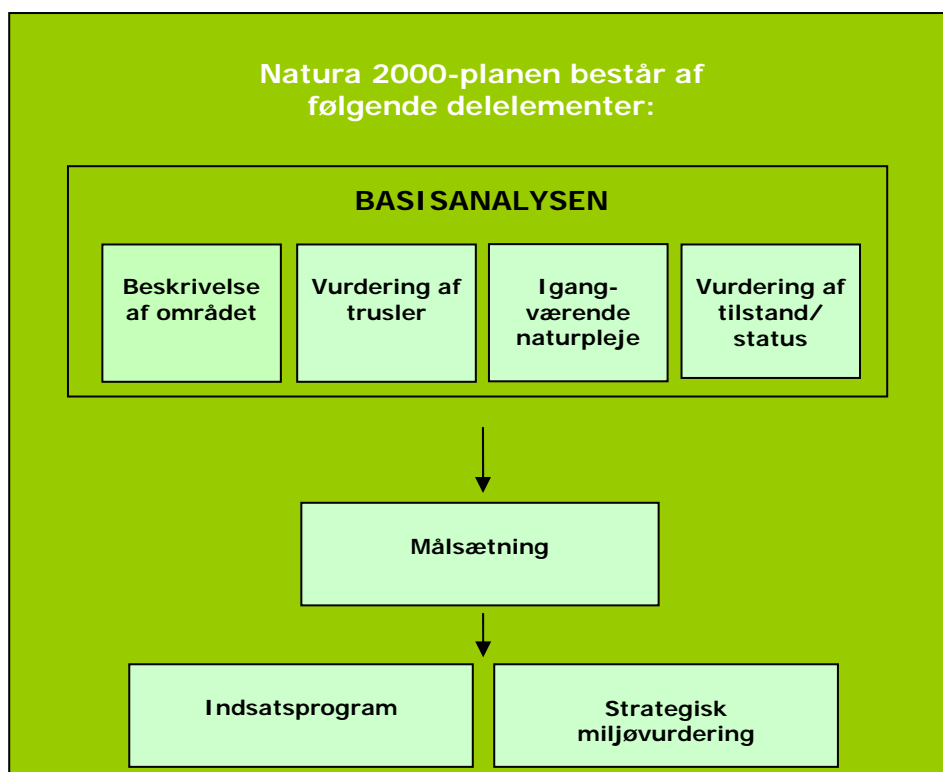 Natura 2000-planen består af
følgende delelementer:
BASISANALYSEN
Beskrivelse
af området
Vurdering af
trusler
Igang-
værende
naturpleje
Vurdering af
tilstand/
status
Målsætning
Indsatsprogram
Strategisk
miljøvurdering